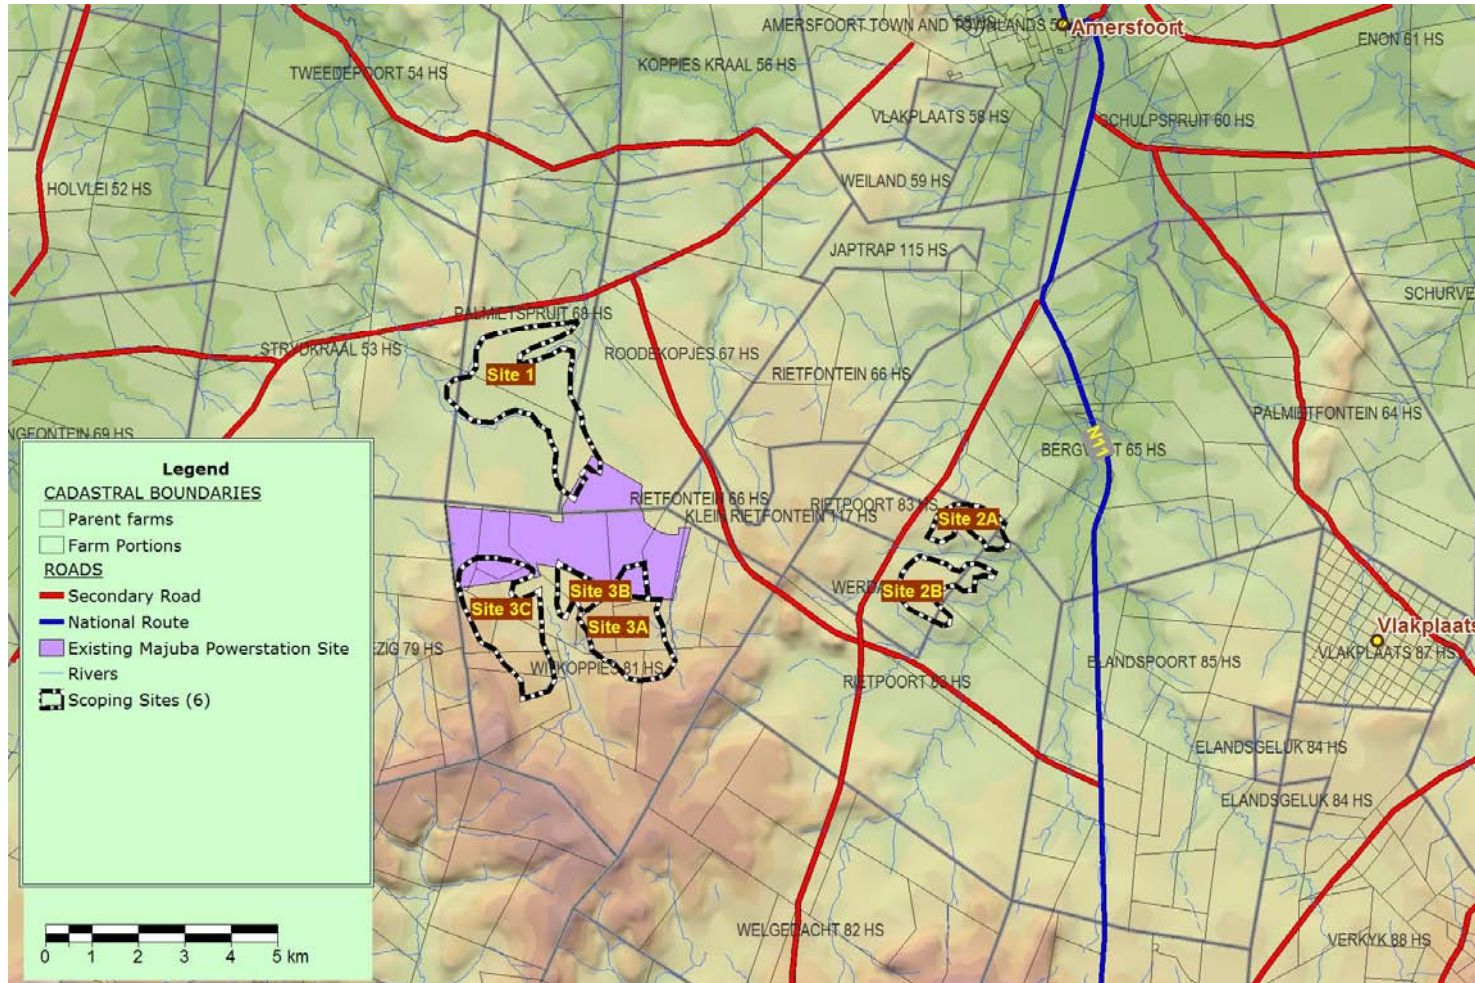 AMERSFOORT TOWN AND TOWNLANDS 5
Amersfoort
ENON 61 HS
TWEEDEPOORT 54 HS
KOPPIES KRAAL 56 HS
VLAKPLAATS 58 HS
SCHULPSPRUIT 60 HS
HOLVLEI 52 HS
WEILAND 59 HS
JAPTRAP 115 HS
SCHURVE
PALMIETSPRUIT 68 HS
STRYDKRAAL 53 HS
ROODEKOPJES 67 HS
Site 1
RIETFONTEIN 66 HS
PALMIETFONTEIN 64 HS
NGFONTEIN 69 HS
N11
65 HS
RIETFONTEIN 66 HS
RIETPOORT 83 HS
KLEIN RIETFONTEIN 117 HS
Site 2A
Site 3B
WERDA
Site 2B
Site 3C
Site 3A
Vlakplaats
EZIG 79 HS
81 HS
ELANDSPOORT 85 HS
VLAKPLAATS 87 HS
RIETPOORT 83 HS
ELANDSGELUK 84 HS
ELANDSGELUK 84 HS
WELGEDACHT 82 HS
VERKYK 88 HS
Legend
CADASTRAL BOUNDARIES
Parent farms
Farm Portions
ROADS
Secondary Road
National Route
Existing Majuba Powerstation Site
Rivers
Scoping Sites (6)
0 1 2 3 4 5 km